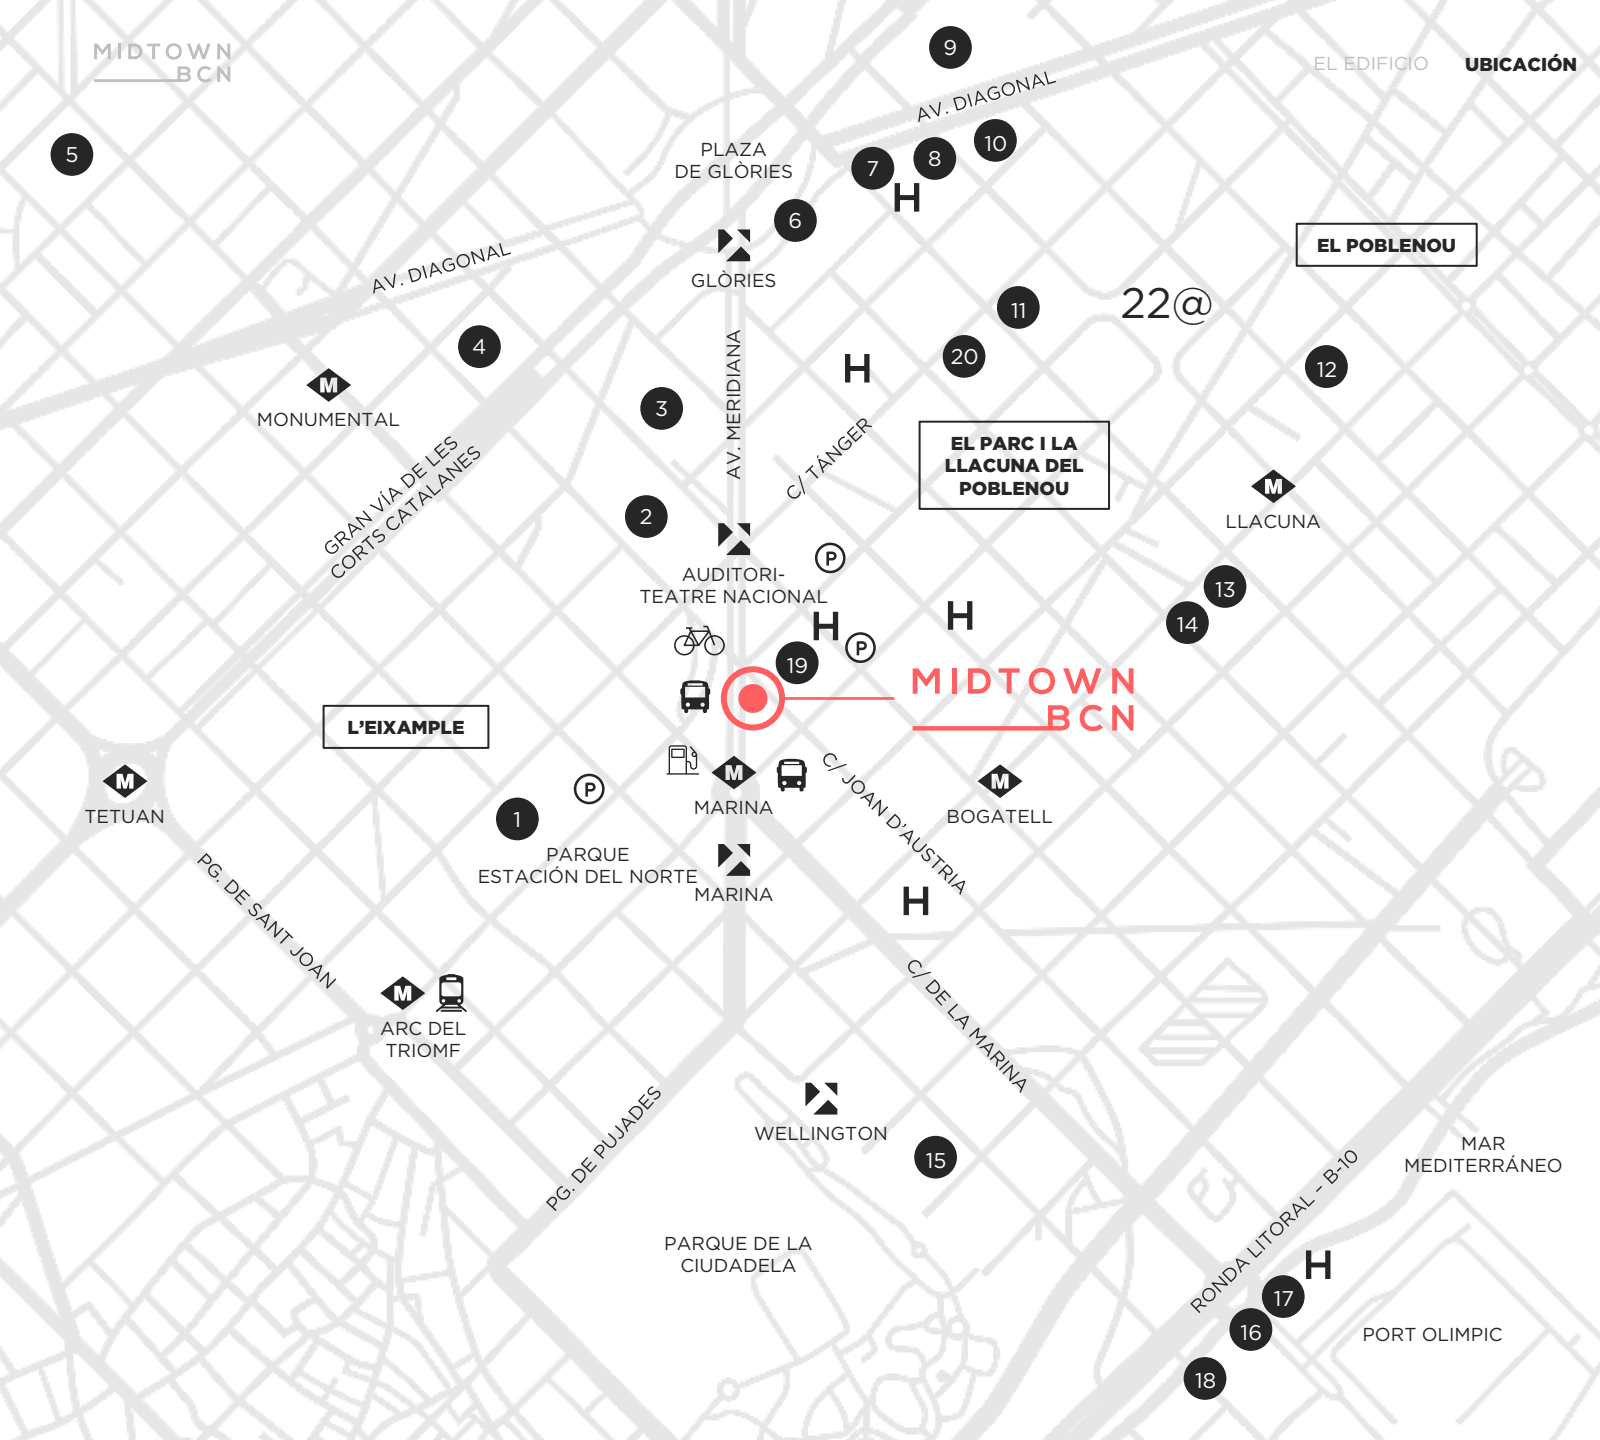 MIDTOWN
BCN
EL EDIFICIO
UBICACIÓN
9
AV. DIAGONAL
5
PLAZA
DE GLÒRIES
7
8
10
H
6
GLÒRIES
EL POBLENOU
AV. DIAGONAL
11
22@
4
20
12
3
H
AV. MERIDIANA
M
MONUMENTAL
C/ TÁNGER
EL PARC I LA
LLACUNA DEL
POBLENOU
GRAN VÍA DE LES
CORTS CATALANES
M
LLACUNA
2
AUDITORI-
TEATRE NACIONAL
P
13
14
H
H
P
19
MIDTOWN
BCN
L'EIXAMPLE
M
TETUAN
P
1
M
MARINA
C/ JOAN D'AUSTRIA
M
BOGATELL
PARQUE
ESTACIÓN DEL NORTE
MARINA
H
PG. DE SANT JOAN
M
ARC DEL
TRIOMF
C/ DE LA MARINA
PG. DE PUJADES
WELLINGTON
15
MAR
MEDITERRÁNEO
RONDA LITORAL - B-10
PARQUE DE LA
CIUDADELA
H
17
16
PORT OLIMPIC
18